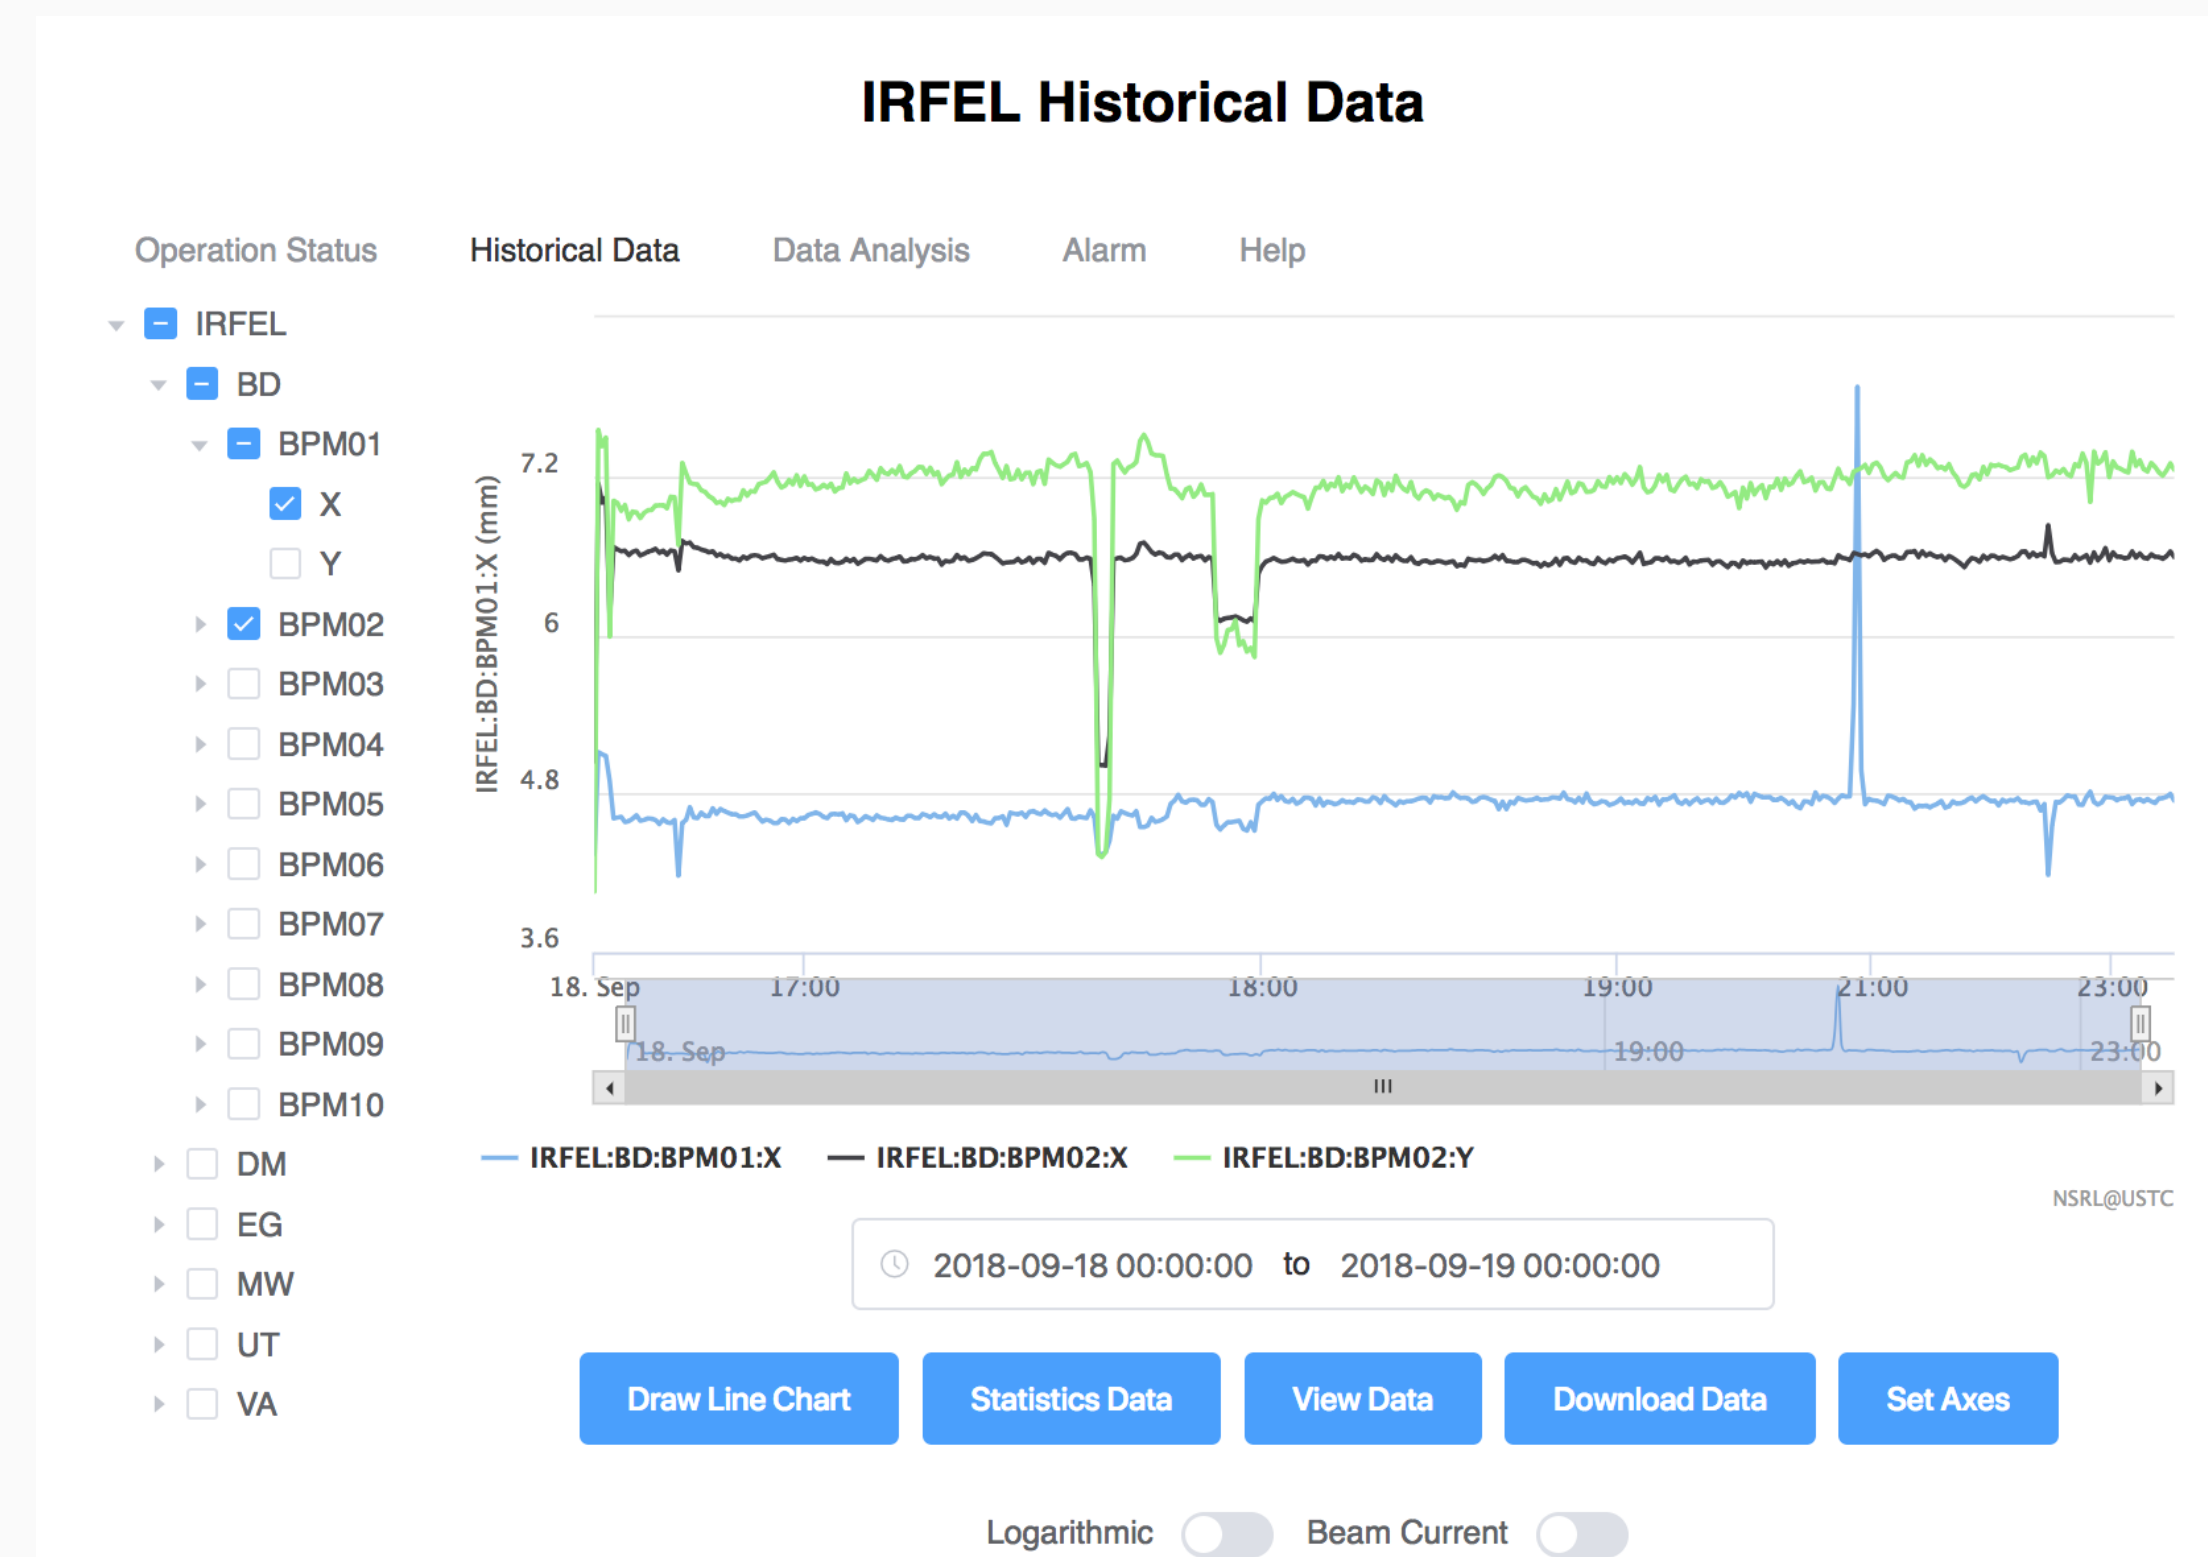 IRFEL Historical Data
Operation Status Historical Data Data Analysis Alarm Help
IRFEL
BD
BPM01
X
Y
BPM02
BPM03
BPM04
BPM05
BPM06
BPM07
BPM08
BPM09
BPM10
DM
EG
MW
UT
VA
IRFEL:BD:BPM01:X (mm)
7.2
6
4.8
3.6
18. Sep 17:00 18:00 19:00 21:00 23:00
18. Sep 19:00 23:00
IRFEL:BD:BPM01:X IRFEL:BD:BPM02:X IRFEL:BD:BPM02:Y
NSRL@USTC
2018-09-18 00:00:00 to 2018-09-19 00:00:00
Draw Line Chart Statistics Data View Data Download Data Set Axes
Logarithmic Beam Current